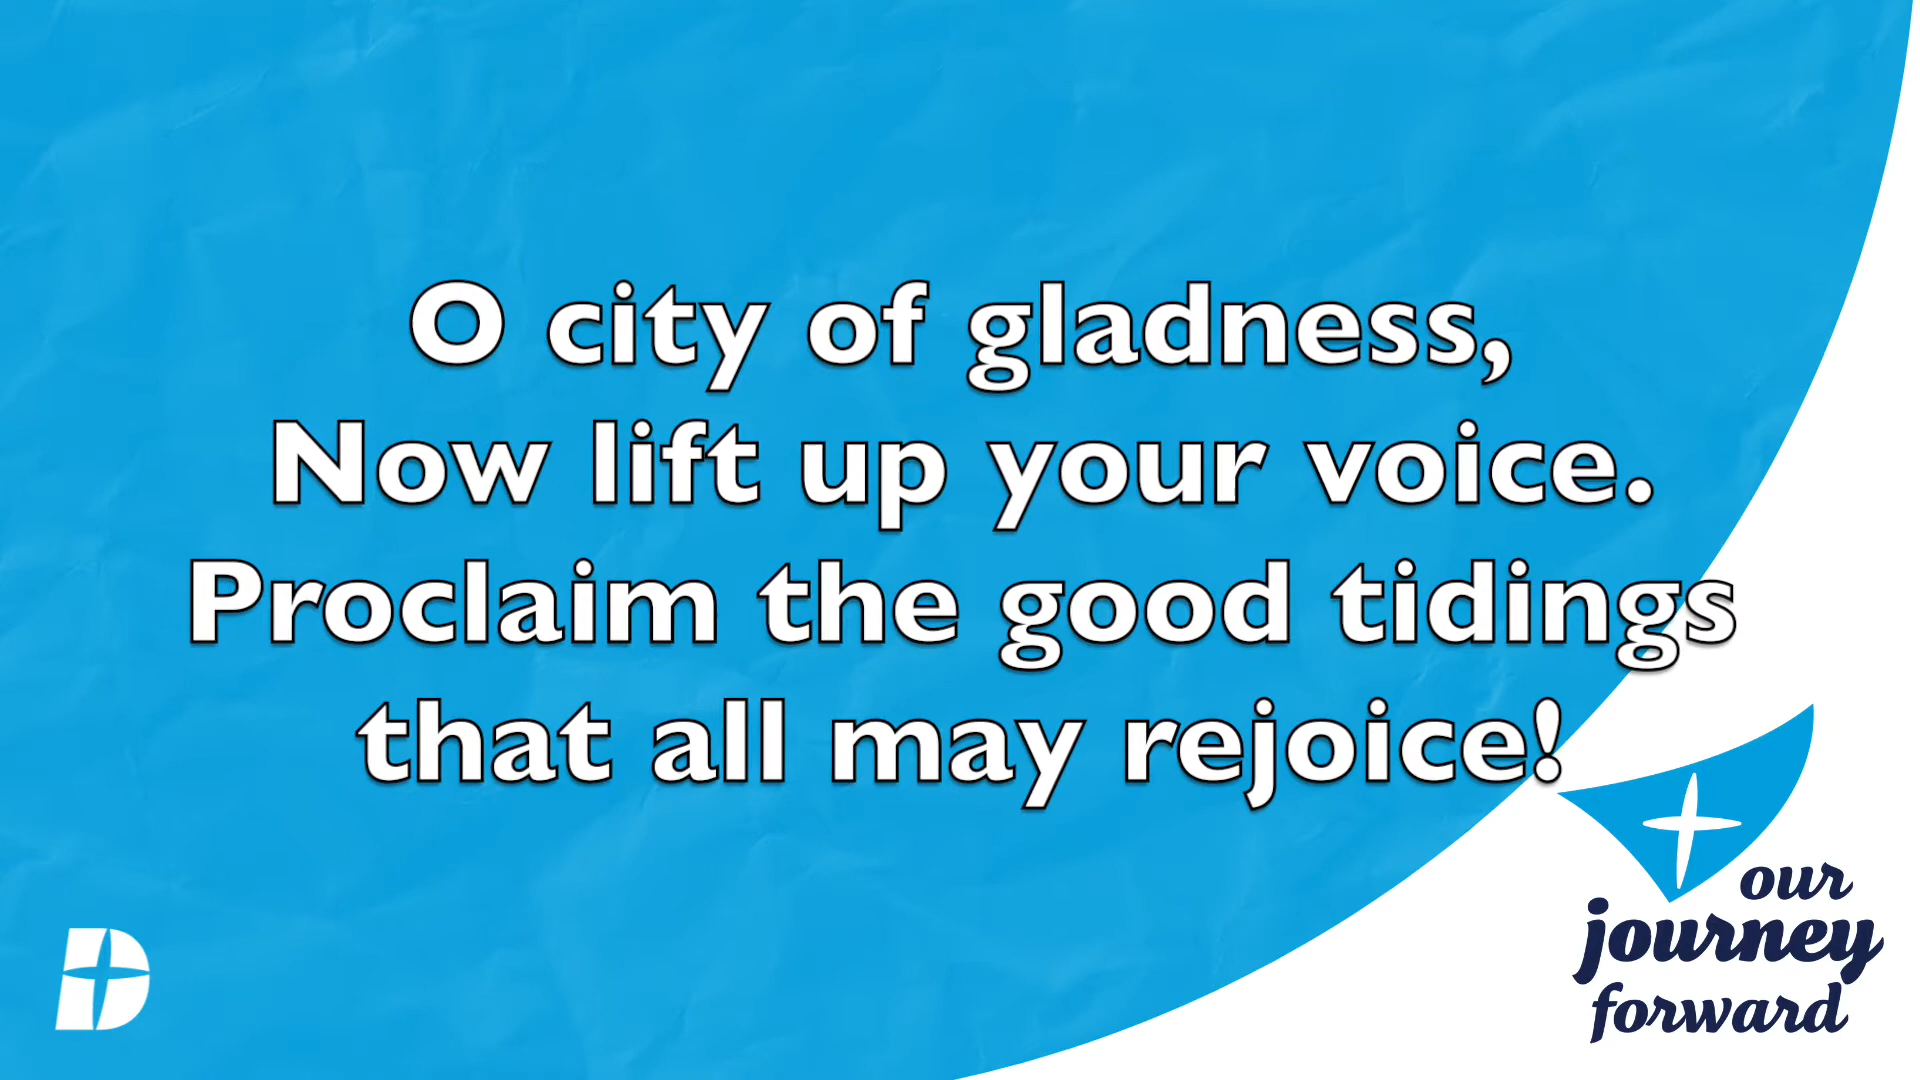 O city of gladness,
Now lift up your voice.
Proclaim the good tidings
that all may rejoice!
our
journey
forward
D